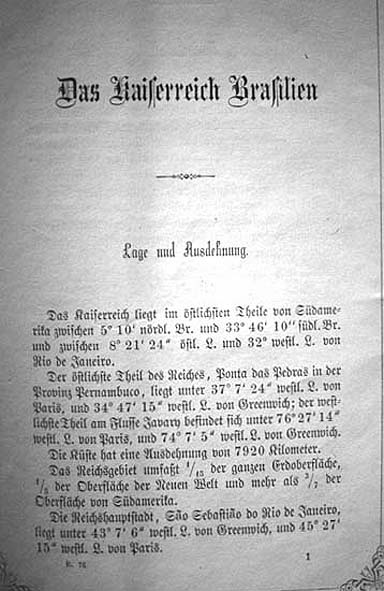 Das Kaiserreich Brasilien
Lage und Ausdehnung.
Das Kaiserreich liegt im östlichsten Theile von Südame-
rika zwischen 5° 10' nördl. Br. und 33° 46' 10" südl. Br.
und zwischen 8° 21' 24" östl. L. und 32° westl. L. von
Rio de Janeiro.
Der östlichste Theil des Reiches, Ponta das Pedras in der
Provinz Pernambuco, liegt unter 37° 7' 24" westl. L. von
Paris, und 34° 47' 15" westl. L. von Greenwich; der west-
lichste Theil am Flusse Javary befindet sich unter 76° 27' 14"
westl. L. von Paris, und 74° 7' 5" westl. L. von Greenwich.
Die Küste hat eine Ausdehnung von 7920 Kilometer.
Das Reichsgebiet umfaßt 1/15 der ganzen Erdoberfläche,
1/5 der Oberfläche der Neuen Welt und mehr als 3/7 der
Oberfläche von Südamerika.
Die Reichshauptstadt, São Sebastião do Rio de Janeiro,
liegt unter 43° 7' 6" westl. L. von Greenwich, und 45° 27'
15" westl. L. von Paris.
1